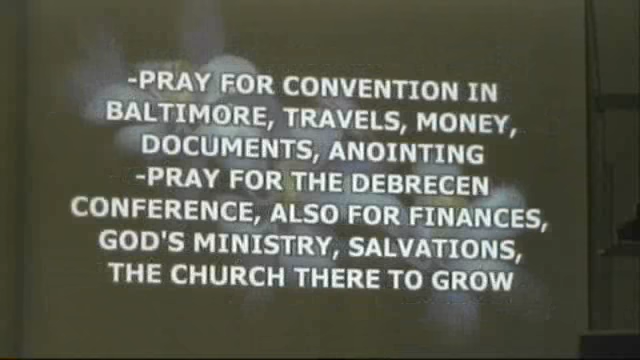 -PRAY FOR CONVENTION IN
BALTIMORE, TRAVELS, MONEY,
DOCUMENTS, ANOINTING
-PRAY FOR THE DEBRECEN
CONFERENCE, ALSO FOR FINANCES,
GOD'S MINISTRY, SALVATIONS,
THE CHURCH THERE TO GROW